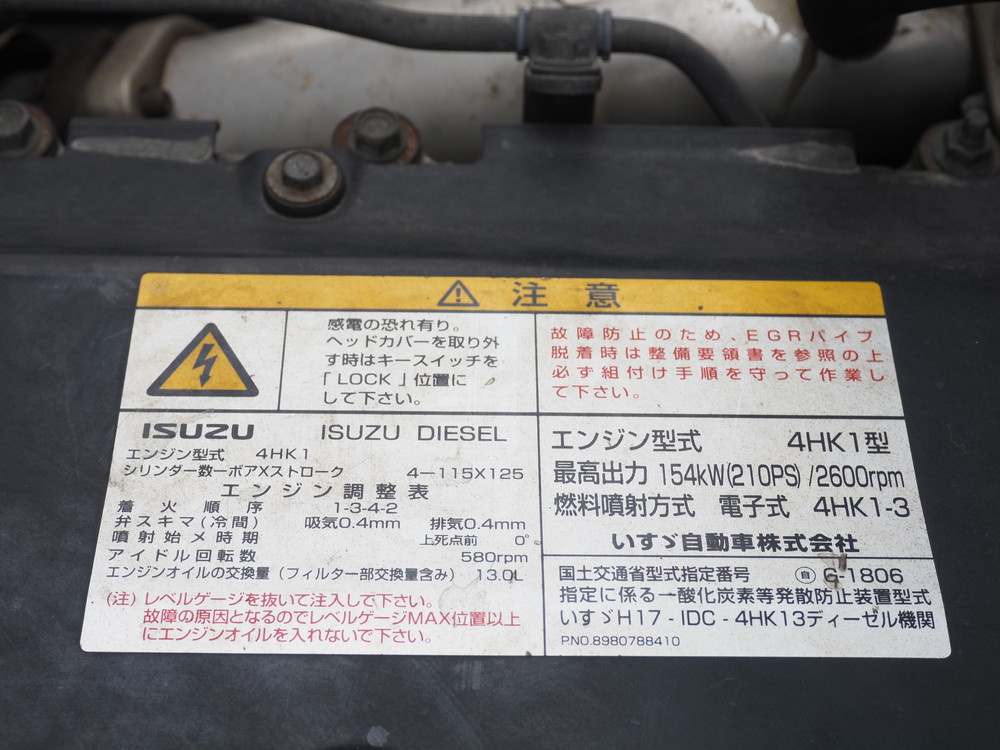 注意
感電の恐れ有り。
ヘッドカバーを取り外
す時はキースイッチを
「LOCK」位置に
して下さい。
故障防止のため、EGRパイプ
脱着時は整備要領書を参照の上
必ず組付け手順を守って作業し
て下さい。
ISUZU ISUZU DIESEL
エンジン型式 4HK1
シリンダー数ーボアXストローク 4-115X125
エンジン調整表
着火順序 1-3-4-2
弁スキマ(冷間) 吸気0.4mm 排気0.4mm
噴射始メ時期 上死点前 0°
アイドル回転数 580rpm
エンジンオイルの交換量(フィルター部交換量含み) 13.0L
(注)レベルゲージを抜いて注入して下さい。
故障の原因となるのでレベルゲージMAX位置以上
にエンジンオイルを入れないで下さい。
エンジン型式 4HK1型
最高出力 154kW(210PS)/2600rpm
燃料噴射方式 電子式 4HK1-3
いすゞ自動車株式会社
国土交通省型式指定番号 自 G-1806
指定に係る一酸化炭素等発散防止装置型式
いすゞH17-IDC-4HK13ディーゼル機関
P.NO.8980788410